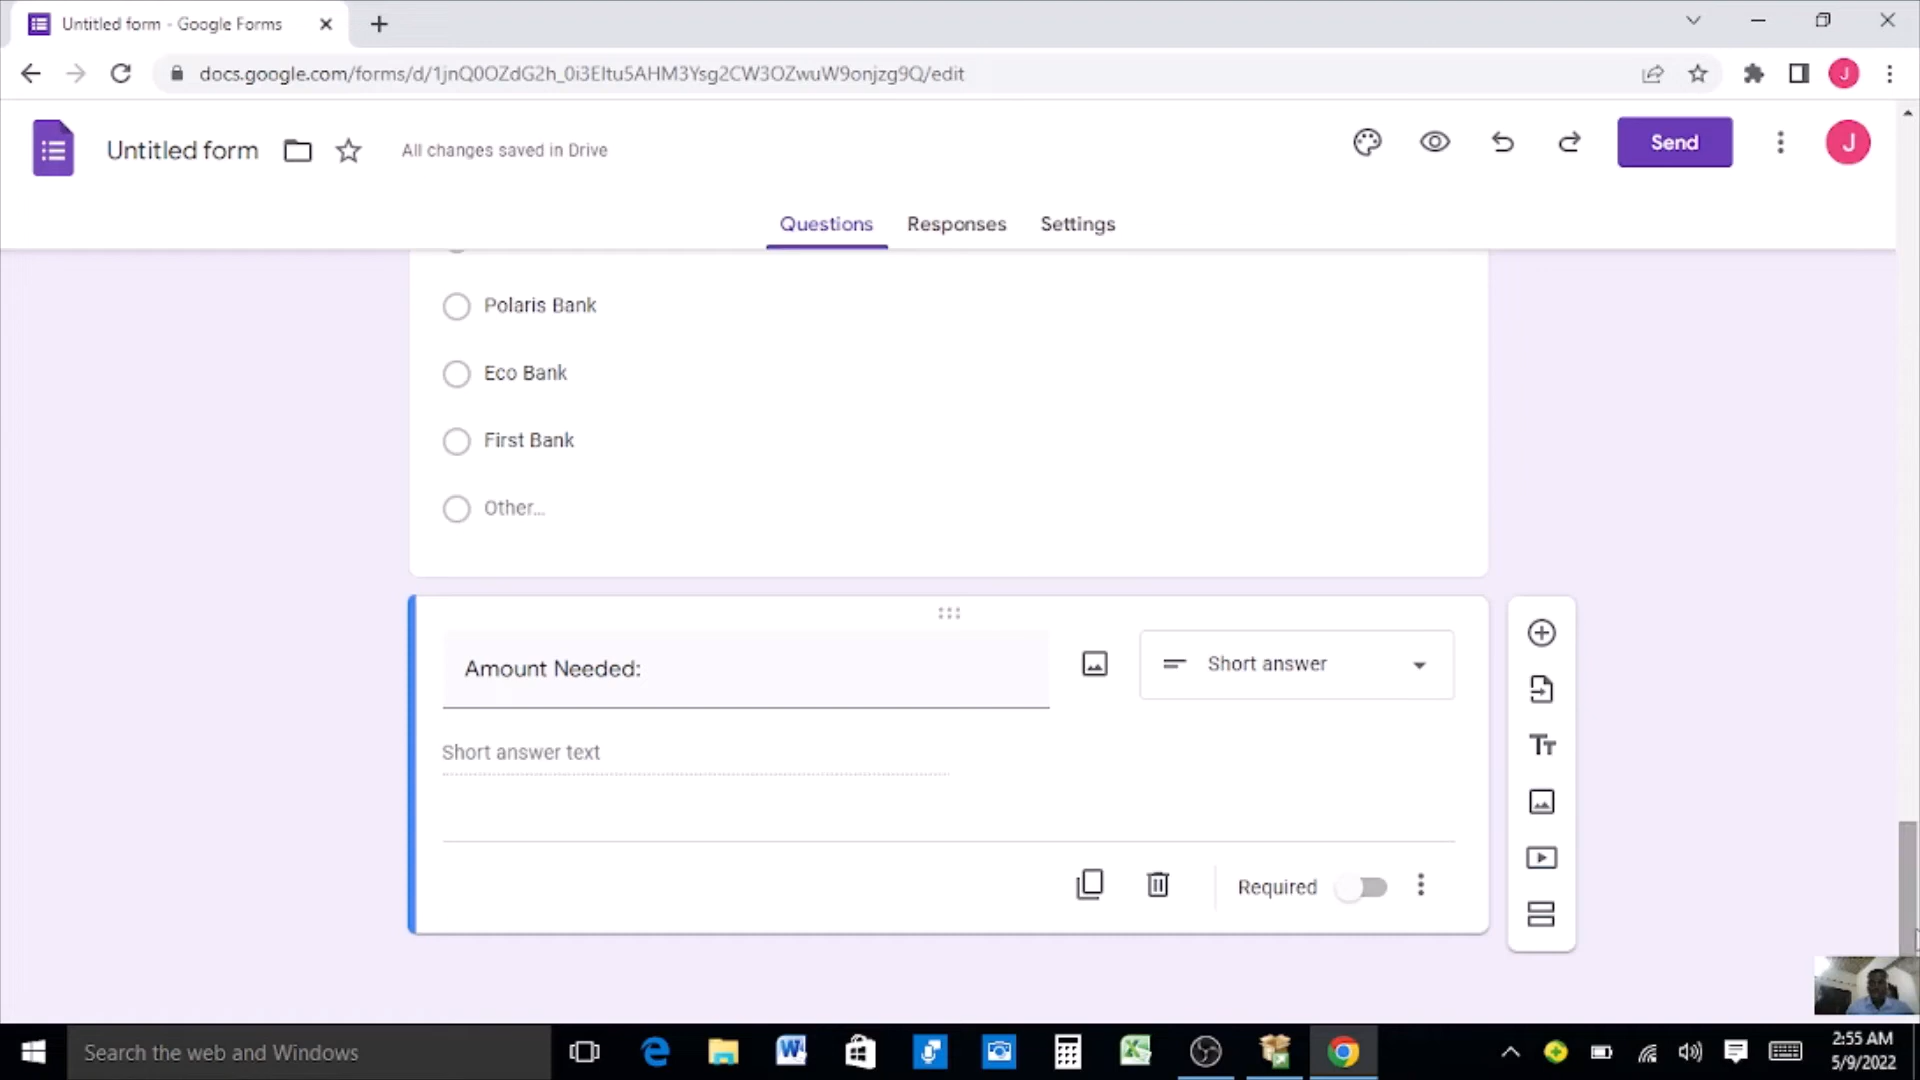 Untitled form - Google Forms
docs.google.com/forms/d/1jnQ0OZdG2h_0i3EItu5AHM3Ysg2CW3OZwuW9onjzg9Q/edit
J
Untitled form
All changes saved in Drive
Send
J
Questions
Responses
Settings
Polaris Bank
Eco Bank
First Bank
Other...
Amount Needed:
Short answer
Short answer text
Required
Search the web and Windows
2:55 AM
5/9/2022